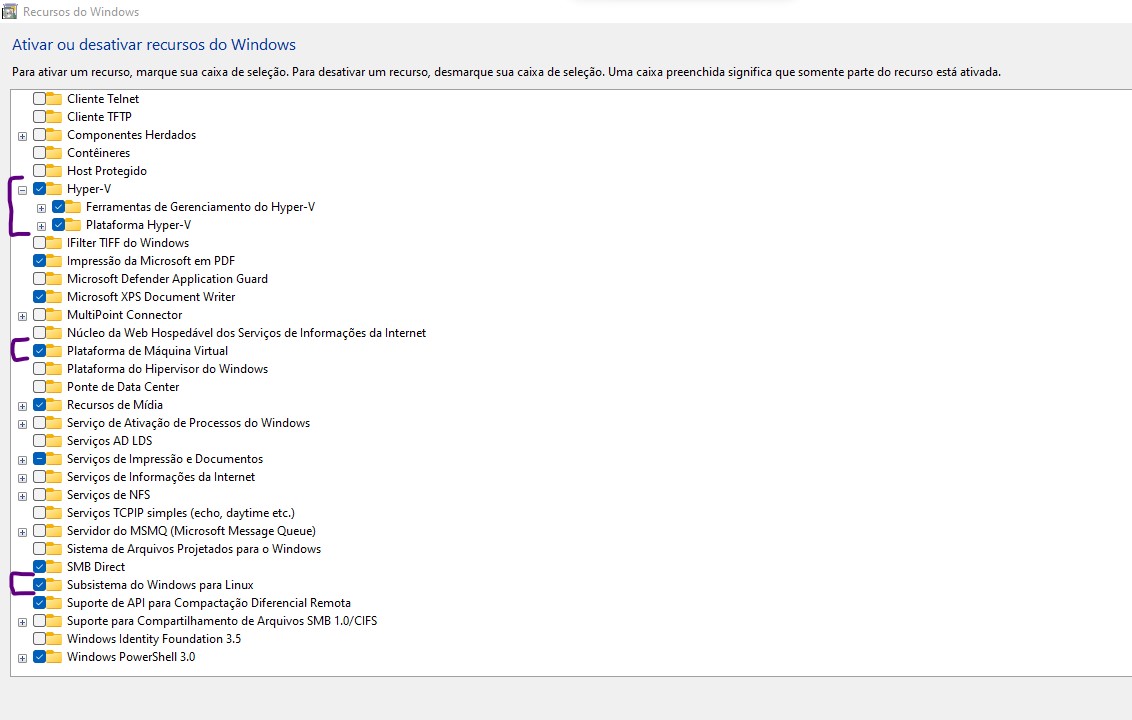 Recursos do Windows
Ativar ou desativar recursos do Windows
Para ativar um recurso, marque sua caixa de seleção. Para desativar um recurso, desmarque sua caixa de seleção. Uma caixa preenchida significa que somente parte do recurso está ativada.
Cliente Telnet
Cliente TFTP
Componentes Herdados
Contêineres
Host Protegido
Hyper-V
Ferramentas de Gerenciamento do Hyper-V
Plataforma Hyper-V
IFilter TIFF do Windows
Impressão da Microsoft em PDF
Microsoft Defender Application Guard
Microsoft XPS Document Writer
MultiPoint Connector
Núcleo da Web Hospedável dos Serviços de Informações da Internet
Plataforma de Máquina Virtual
Plataforma do Hipervisor do Windows
Ponte de Data Center
Recursos de Mídia
Serviço de Ativação de Processos do Windows
Serviços AD LDS
Serviços de Impressão e Documentos
Serviços de Informações da Internet
Serviços de NFS
Serviços TCPIP simples (echo, daytime etc.)
Servidor do MSMQ (Microsoft Message Queue)
Sistema de Arquivos Projetados para o Windows
SMB Direct
Subsistema do Windows para Linux
Suporte de API para Compactação Diferencial Remota
Suporte para Compartilhamento de Arquivos SMB 1.0/CIFS
Windows Identity Foundation 3.5
Windows PowerShell 3.0